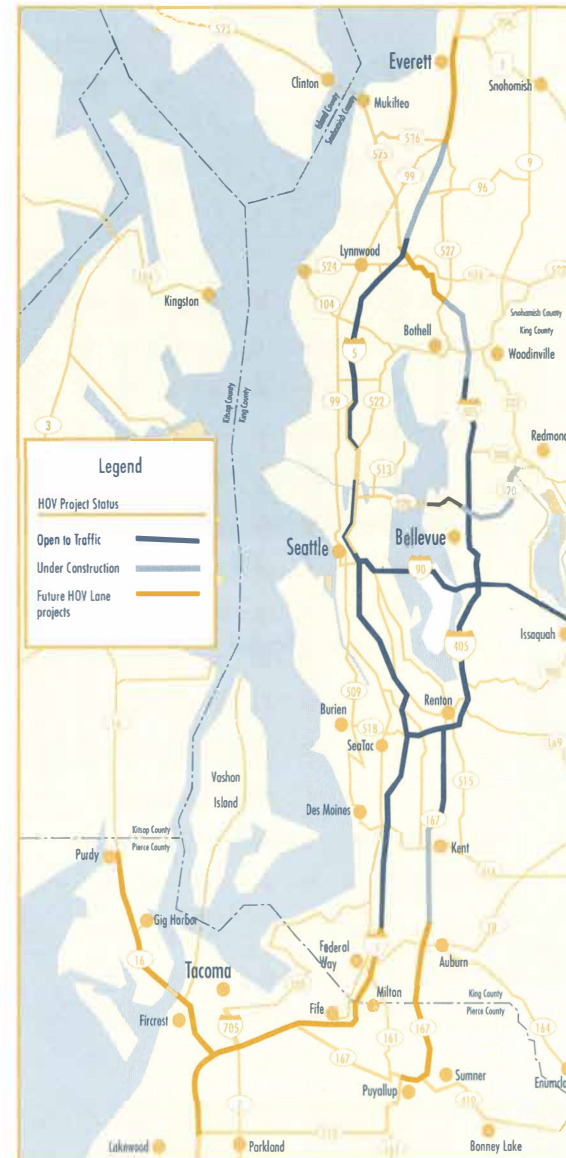 525
Everett
Clinton
Mukilteo
Snohomish
Island County
Snohomish County
526
525
99
9
96
527
Lynnwood
524
104
Kingston
5
Bothell
Snohomish County
King County
Woodinville
99
522
Kitsap County
King County
3
Redmond
513
Legend
HOV Project Status
Open to Traffic
Under Construction
Future HOV Lane
projects
Seattle
Bellevue
90
Issaquah
405
509
Renton
Burien
518
SeaTac
169
515
Vashon
Island
Des Moines
167
Kitsap County
Pierce County
Purdy
Kent
Gig Harbor
16
Federal
Way
Auburn
Tacoma
Milton
King County
Pierce County
Fircrest
705
Fife
167
161
167
164
Enumcla
Puyallup
Sumner
410
Lakewood
Parkland
Bonney Lake